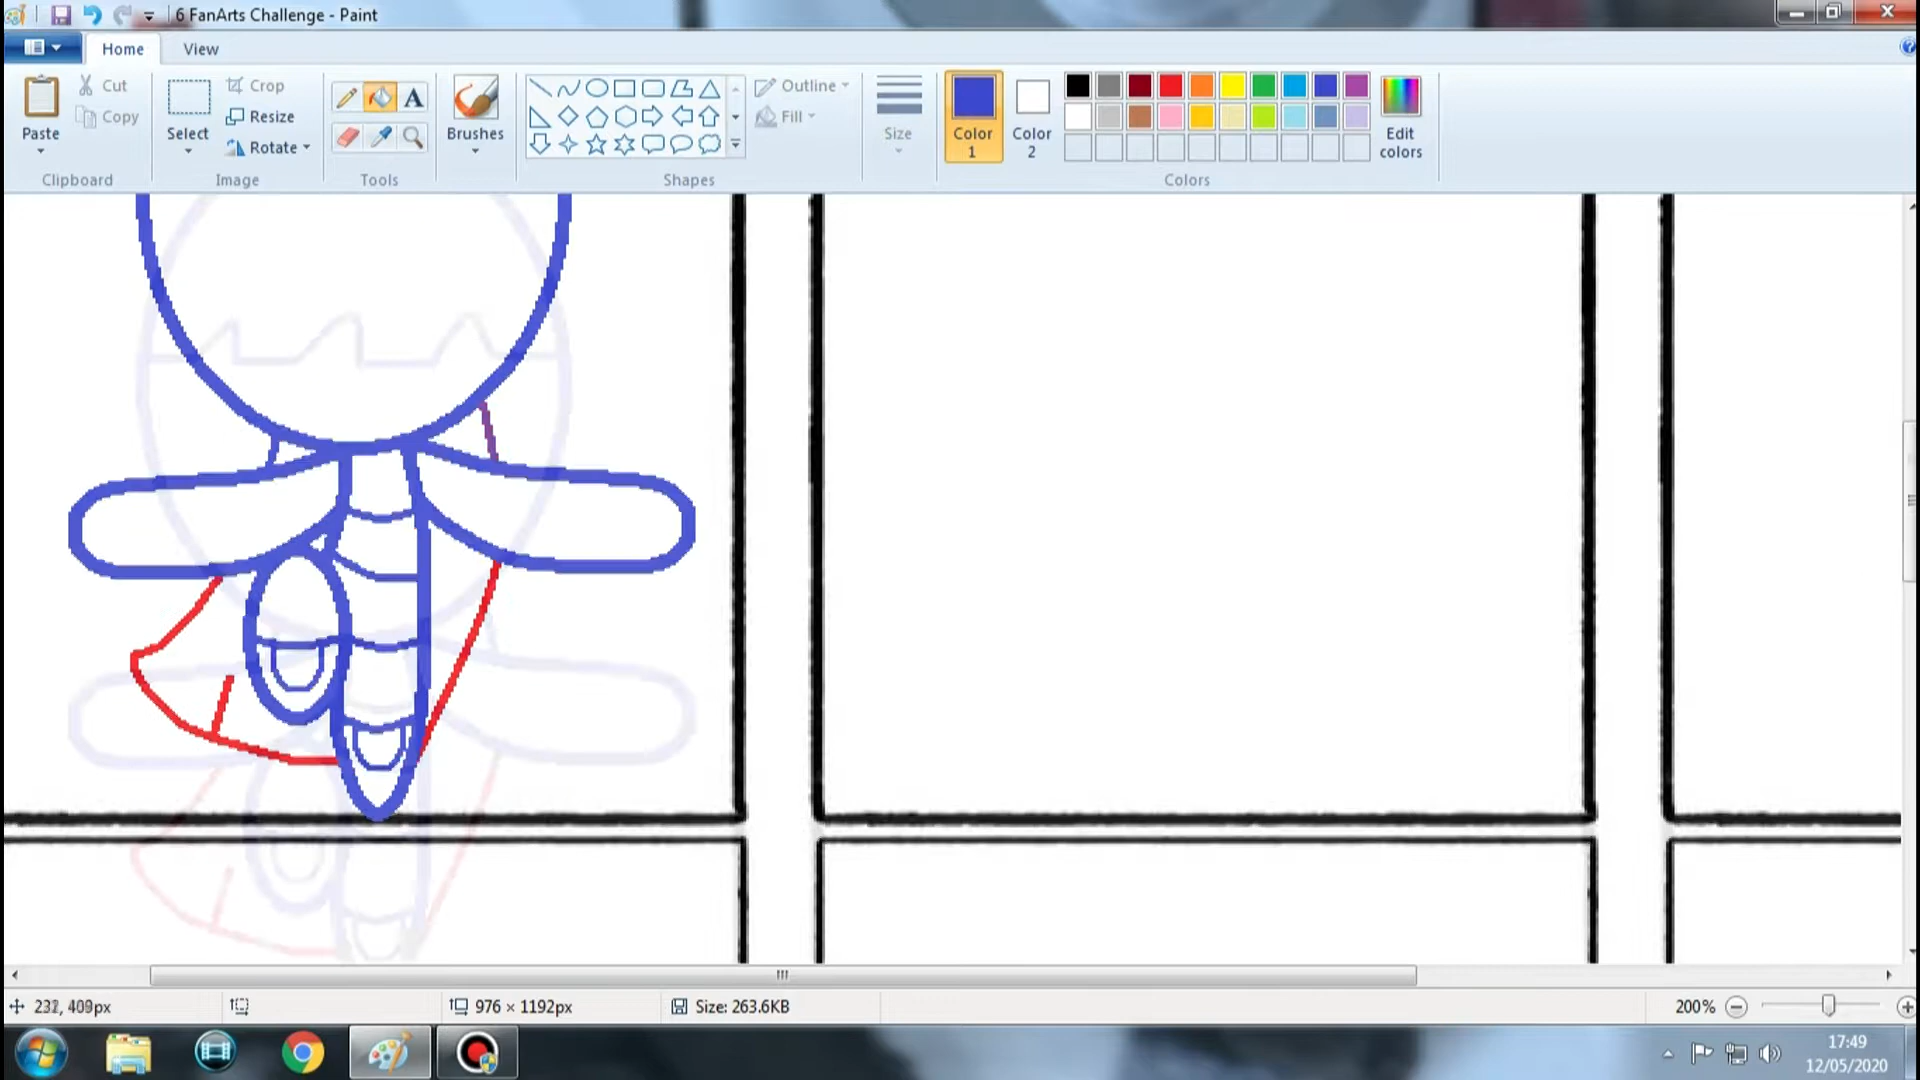 6 FanArts Challenge - Paint
Home View
Paste
Cut
Copy
Clipboard
Select
Crop
Resize
Rotate
Image
A
Tools
Brushes
Shapes
Outline
Fill
Size
Color 1
Color 2
Edit colors
Colors
976 × 1192px
Size: 263.6KB
200%
17:49
12/05/2020